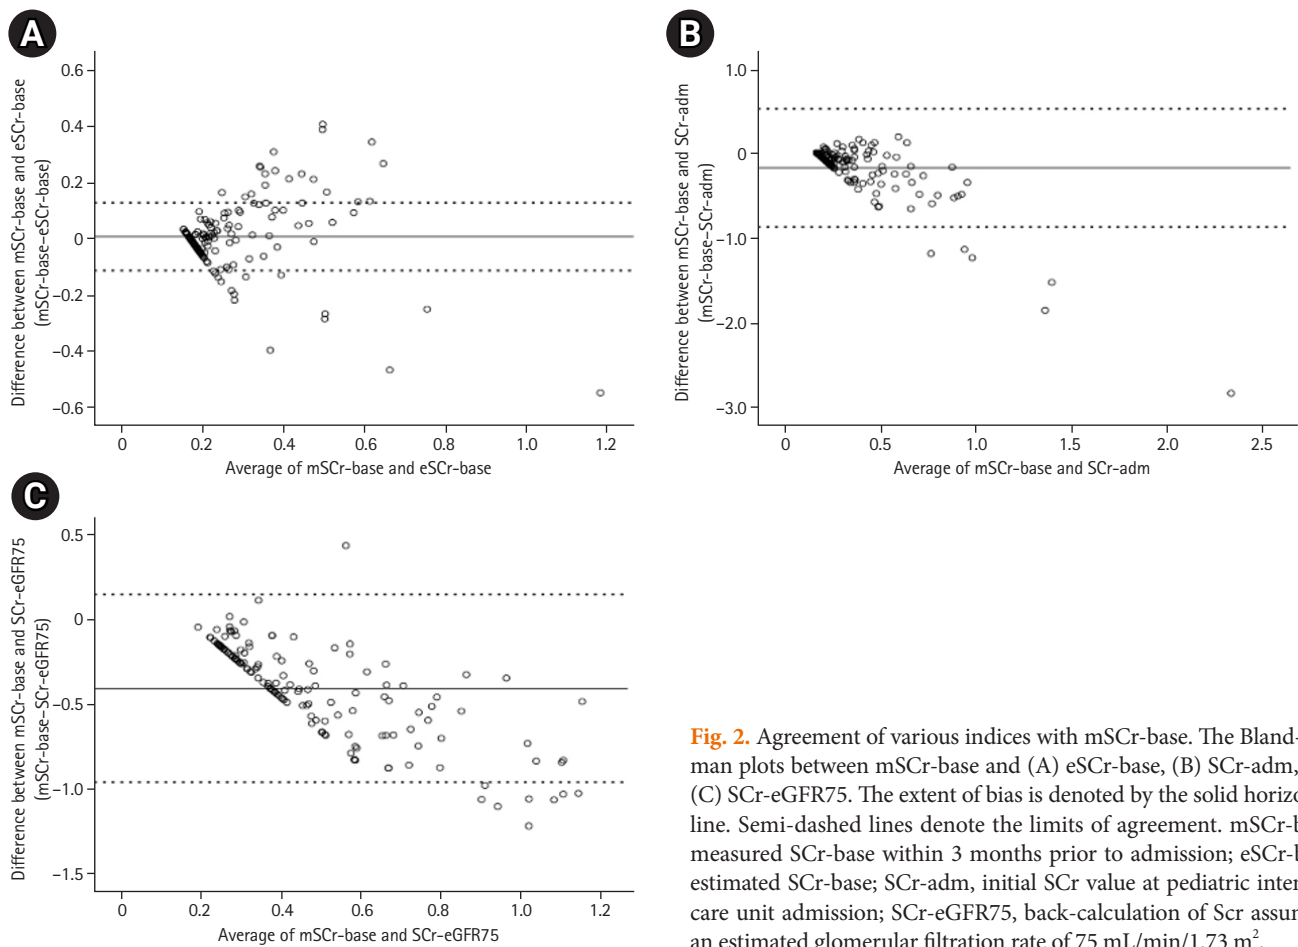 A
Difference between mSCr-base and eSCr-base
(mSCr-base–eSCr-base)
0.6
0.4
0.2
0
–0.2
–0.4
–0.6
0 0.2 0.4 0.6 0.8 1.0 1.2
Average of mSCr-base and eSCr-base
B
Difference between mSCr-base and SCr-adm
(mSCr-base–SCr-adm)
1.0
0
–1.0
–2.0
–3.0
0 0.5 1.0 1.5 2.0 2.5
Average of mSCr-base and SCr-adm
C
Difference between mSCr-base and SCr-eGFR75
(mSCr-base–SCr-eGFR75)
0.5
0
–0.5
–1.0
–1.5
0 0.2 0.4 0.6 0.8 1.0 1.2
Average of mSCr-base and SCr-eGFR75
Fig. 2. Agreement of various indices with mSCr-base. The Bland-
man plots between mSCr-base and (A) eSCr-base, (B) SCr-adm,
(C) SCr-eGFR75. The extent of bias is denoted by the solid horizo
line. Semi-dashed lines denote the limits of agreement. mSCr-b
measured SCr-base within 3 months prior to admission; eSCr-b
estimated SCr-base; SCr-adm, initial SCr value at pediatric inten
care unit admission; SCr-eGFR75, back-calculation of Scr assum
an estimated glomerular filtration rate of 75 mL/min/1.73 m².